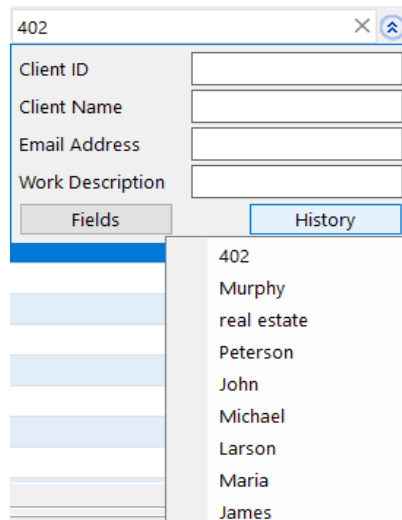 402
Client ID
Client Name
Email Address
Work Description
Fields History
402
Murphy
real estate
Peterson
John
Michael
Larson
Maria
James